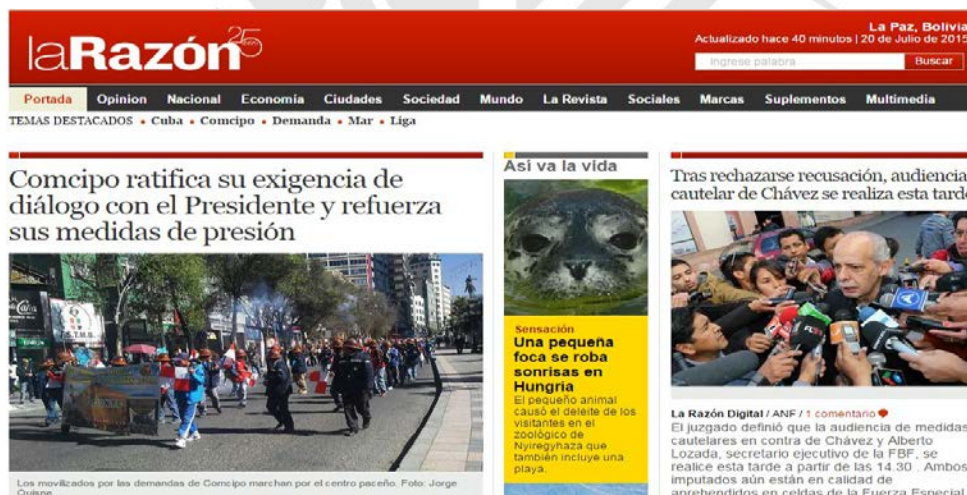 laRazón 25 años
La Paz, Bolivia
Actualizado hace 40 minutos | 20 de Julio de 2015
Ingrese palabra
Buscar
Portada Opinion Nacional Economía Ciudades Sociedad Mundo La Revista Sociales Marcas Suplementos Multimedia
TEMAS DESTACADOS • Cuba • Comcipo • Demanda • Mar • Liga
Comcipo ratifica su exigencia de
diálogo con el Presidente y refuerza
sus medidas de presión
F.S.T.M.B.
Los movilizados por las demandas de Comcipo marchan por el centro paceño. Foto: Jorge
Quispe
Así va la vida
Sensación
Una pequeña
foca se roba
sonrisas en
Hungria
El pequeño animal
causó el deleite de los
visitantes en el
zoológico de
Nyiregyhaza que
también incluye una
playa.
Tras rechazarse recusación, audiencia
cautelar de Chávez se realiza esta tarde
La Razón Digital / ANF / 1 comentario
El juzgado definió que la audiencia de medidas
cautelares en contra de Chávez y Alberto
Lozada, secretario ejecutivo de la FBF, se
realice esta tarde a partir de las 14.30 . Ambos
imputados aún están en calidad de
aprehendidos en celdas de la Fuerza Especial